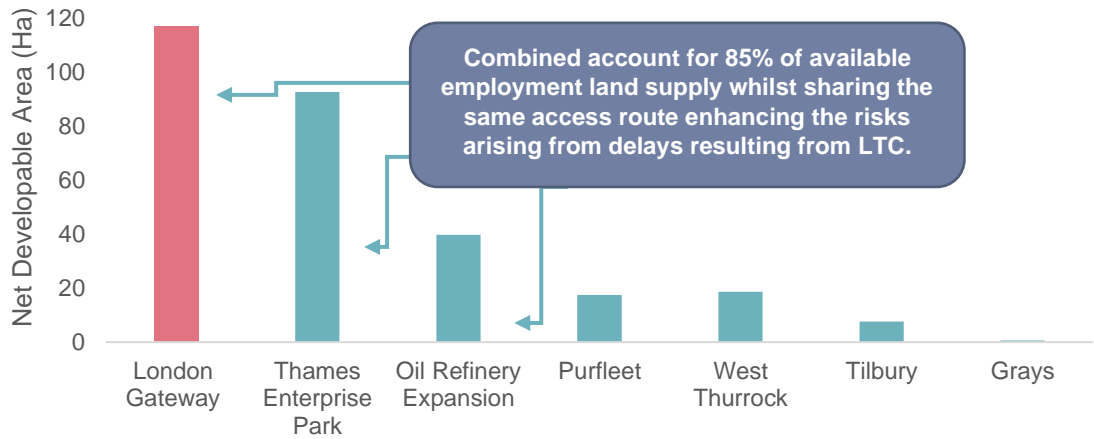 Net Developable Area (Ha)
120
100
80
60
40
20
0
Combined account for 85% of available
employment land supply whilst sharing the
same access route enhancing the risks
arising from delays resulting from LTC.
London
Gateway
Thames
Enterprise
Park
Oil Refinery
Expansion
Purfleet
West
Thurrock
Tilbury
Grays